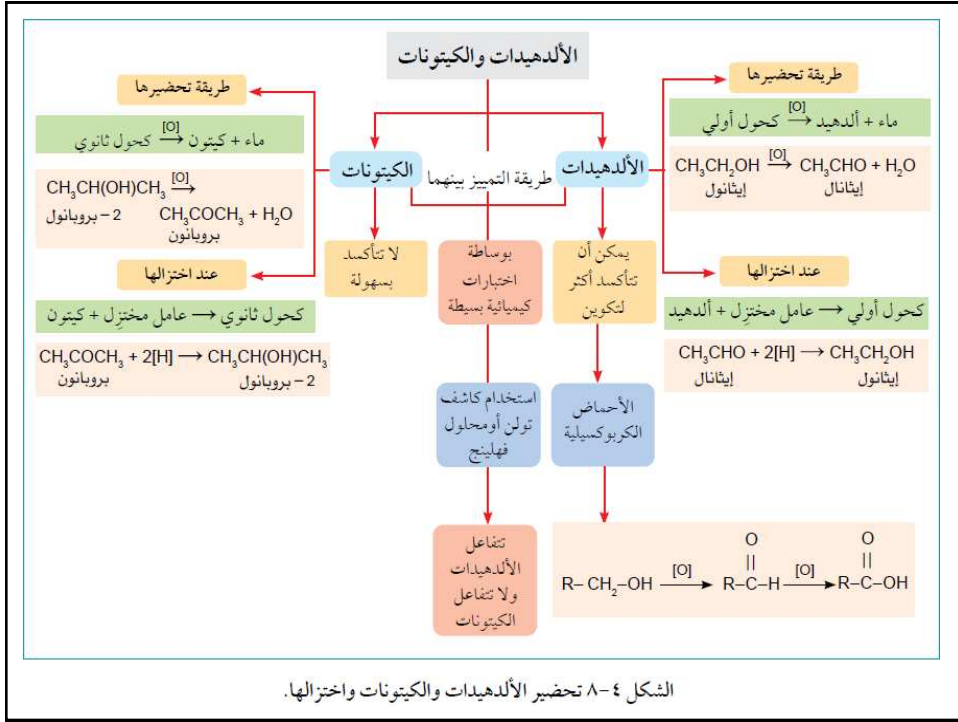 الألدهيدات والكيتونات
طريقة تحضيرها
[O]
ماء + ألدهيد ⟶ كحول أولي
CH₃CH₂OH [O]⟶ CH₃CHO + H₂O
إيثانول إيثانال
الألدهيدات
عند اختزالها
كحول أولي ⟵ عامل مختزِل + ألدهيد
CH₃CHO + 2[H] ⟶ CH₃CH₂OH
إيثانال إيثانول
طريقة التمييز بينهما
الكيتونات
طريقة تحضيرها
[O]
ماء + كيتون ⟶ كحول ثانوي
CH₃CH(OH)CH₃ [O]⟶
2 – بروبانول CH₃COCH₃ + H₂O
بروبانون
عند اختزالها
كحول ثانوي ⟵ عامل مختزِل + كيتون
CH₃COCH₃ + 2[H] ⟶ CH₃CH(OH)CH₃
بروبانون 2 – بروبانول
يمكن أن
تتأكسد أكثر
لتكوين
الأحماض
الكربوكسيلية
R–CH₂–OH [O]⟶ R–C–H [O]⟶ R–C–OH
O O
|| ||
بوساطة
اختبارات
كيميائية بسيطة
استخدام كاشف
تولن أومحلول
فهلينج
تتفاعل
الألدهيدات
ولا تتفاعل
الكيتونات
لا تتأكسد
بسهولة
الشكل ٤-٨ تحضير الألدهيدات والكيتونات واختزالها.